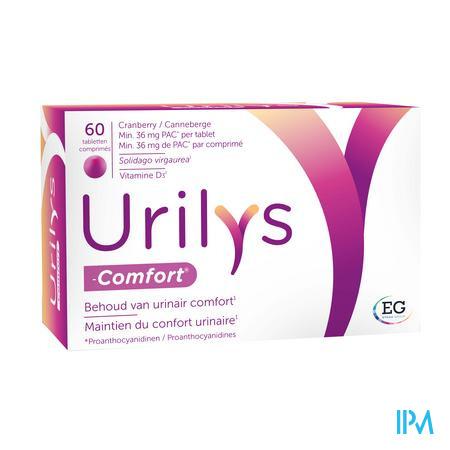 60
tabletten
comprimés
Cranberry / Canneberge
Min. 36 mg PAC* per tablet
Min. 36 mg de PAC* par comprimé
Solidago virgaurea¹
Vitamine D₃¹
Urilys
-Comfort®
Behoud van urinair comfort¹
Maintien du confort urinaire¹
*Proanthocyanidinen / Proanthocyanidines
EG
IPM